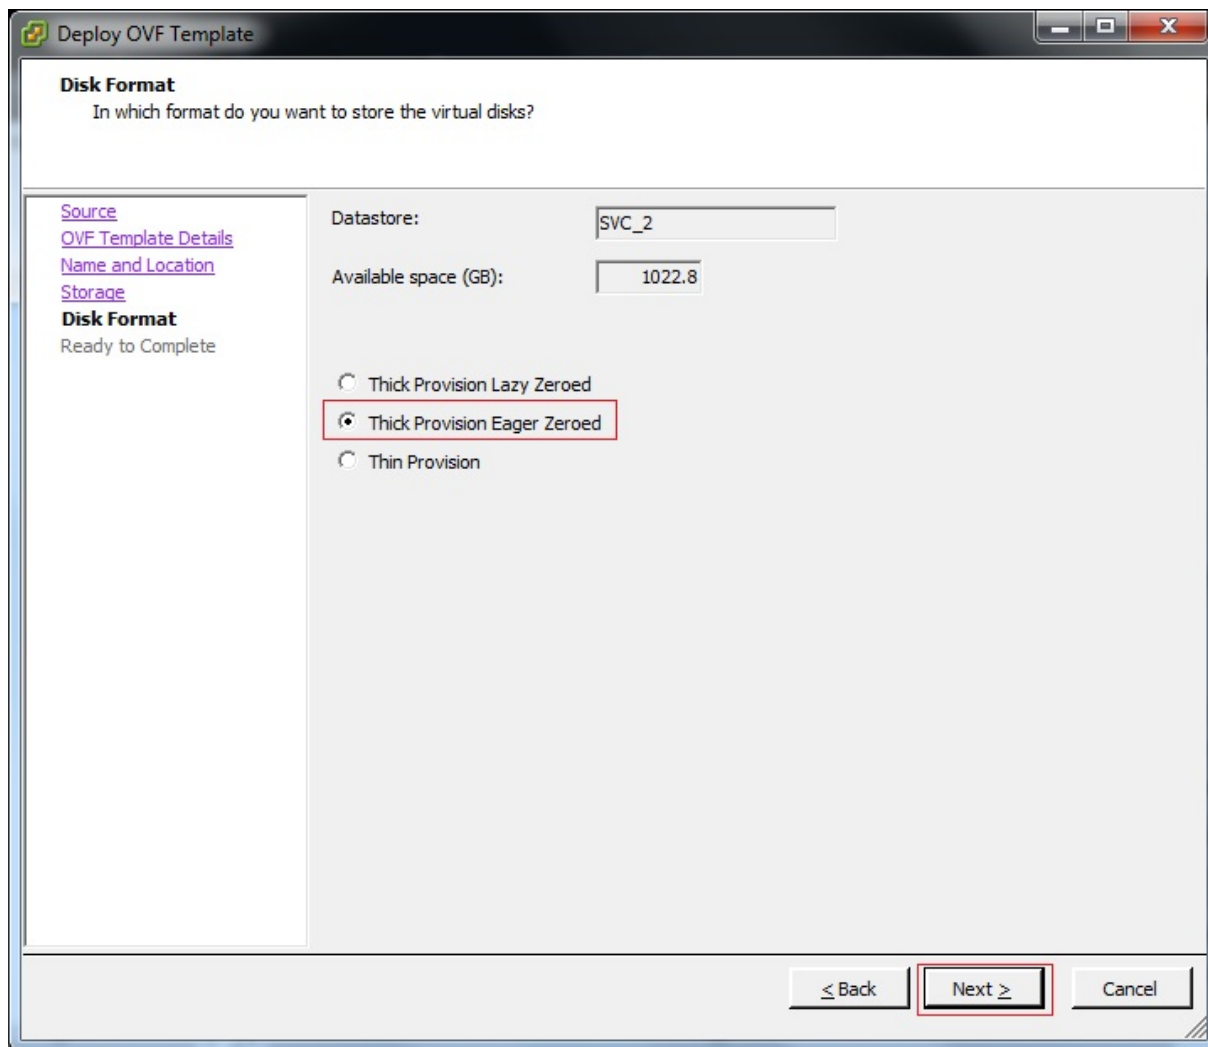 Deploy OVF Template
Disk Format
In which format do you want to store the virtual disks?
Source
OVF Template Details
Name and Location
Storage
Disk Format
Ready to Complete
Datastore:
SVC_2
Available space (GB):
1022.8
Thick Provision Lazy Zeroed
Thick Provision Eager Zeroed
Thin Provision
< Back
Next >
Cancel